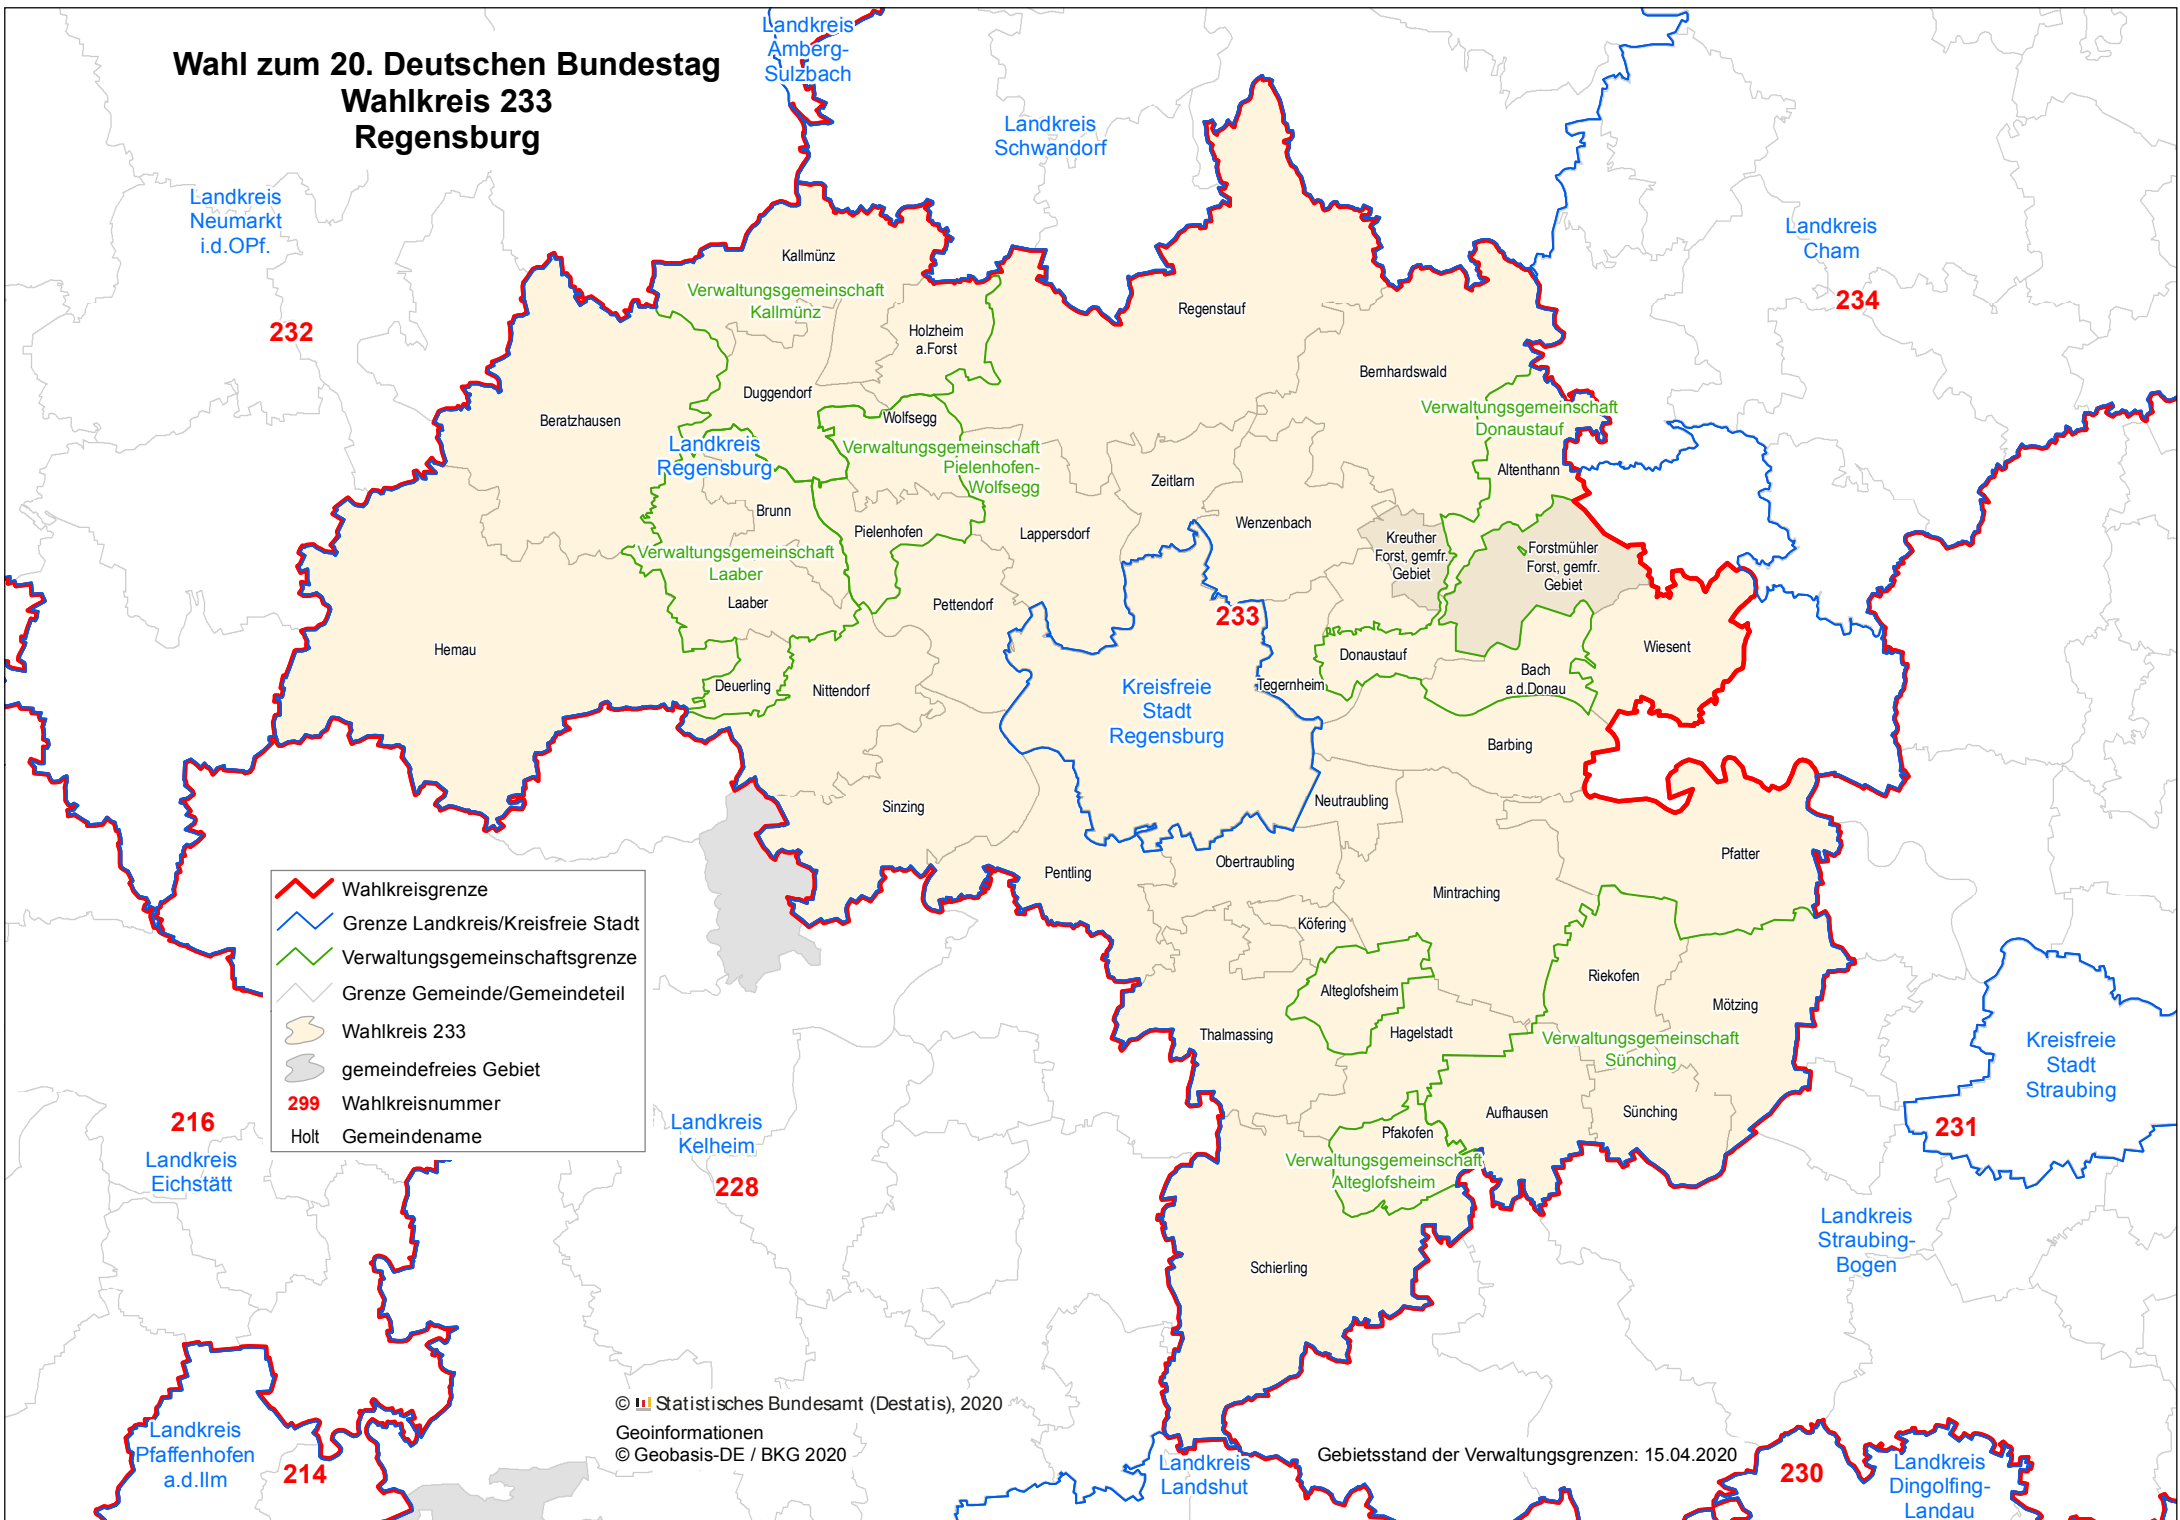 Wahl zum 20. Deutschen Bundestag
Wahlkreis 233
Regensburg
Landkreis
Amberg-
Sulzbach
Landkreis
Schwandorf
Landkreis
Neumarkt
i.d.OPf.
232
Landkreis
Cham
234
Kallmünz
Verwaltungsgemeinschaft
Kallmünz
Holzheim
a.Forst
Regenstauf
Bernhardswald
Duggendorf
Beratzhausen
Wolfsegg
Landkreis
Regensburg
Verwaltungsgemeinschaft
Pielenhofen-
Wolfsegg
Verwaltungsgemeinschaft
Donaustauf
Altenthann
Zeitlarn
Brunn
Pielenhofen
Lappersdorf
Wenzenbach
Kreuther
Forst, gemfr.
Gebiet
Forstmühler
Forst, gemfr.
Gebiet
Verwaltungsgemeinschaft
Laaber
Laaber
Pettendorf
233
Hemau
Deuerling
Nittendorf
Kreisfreie
Stadt
Regensburg
Tegernheim
Donaustauf
Bach
a.d.Donau
Wiesent
Barbing
Sinzing
Neutraubling
Pentling
Obertraubling
Mintraching
Pfatter
Köfering
Alteglofsheim
Riekofen
Mötzing
Thalmassing
Hagelstadt
Verwaltungsgemeinschaft
Sünching
Aufhausen
Sünching
Pfakofen
Verwaltungsgemeinschaft
Alteglofsheim
Schierling
Kreisfreie
Stadt
Straubing
231
Landkreis
Straubing-
Bogen
Wahlkreisgrenze
Grenze Landkreis/Kreisfreie Stadt
Verwaltungsgemeinschaftsgrenze
Grenze Gemeinde/Gemeindeteil
Wahlkreis 233
gemeindefreies Gebiet
299 Wahlkreisnummer
Holt Gemeindename
216
Landkreis
Eichstätt
Landkreis
Kelheim
228
Landkreis
Pfaffenhofen
a.d.Ilm
214
© Statistisches Bundesamt (Destatis), 2020
Geoinformationen
© Geobasis-DE / BKG 2020
Landkreis
Landshut
Gebietsstand der Verwaltungsgrenzen: 15.04.2020
230
Landkreis
Dingolfing-
Landau